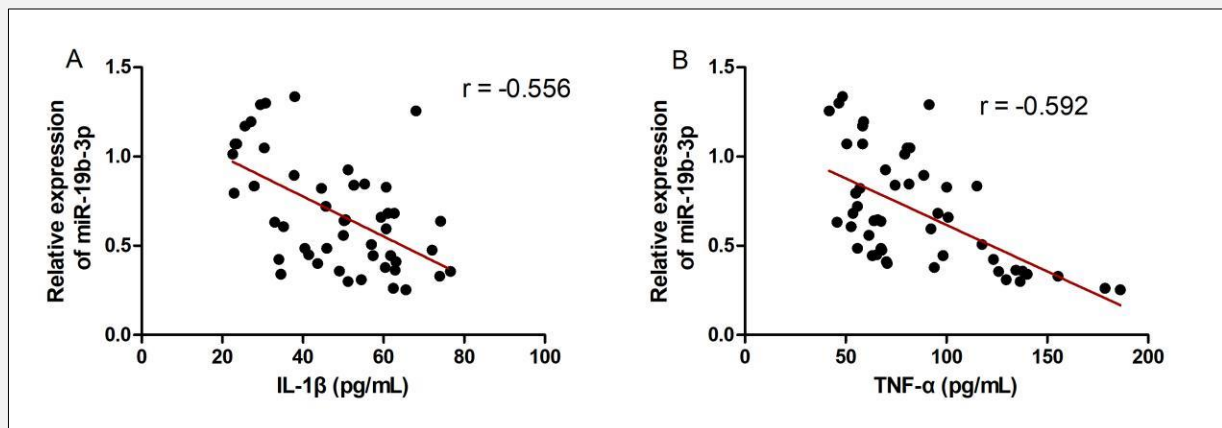 A
r = -0.556
Relative expression
of miR-19b-3p
1.5
1.0
0.5
0.0
0 20 40 60 80 100
IL-1β (pg/mL)
B
r = -0.592
Relative expression
of miR-19b-3p
1.5
1.0
0.5
0.0
0 50 100 150 200
TNF-α (pg/mL)